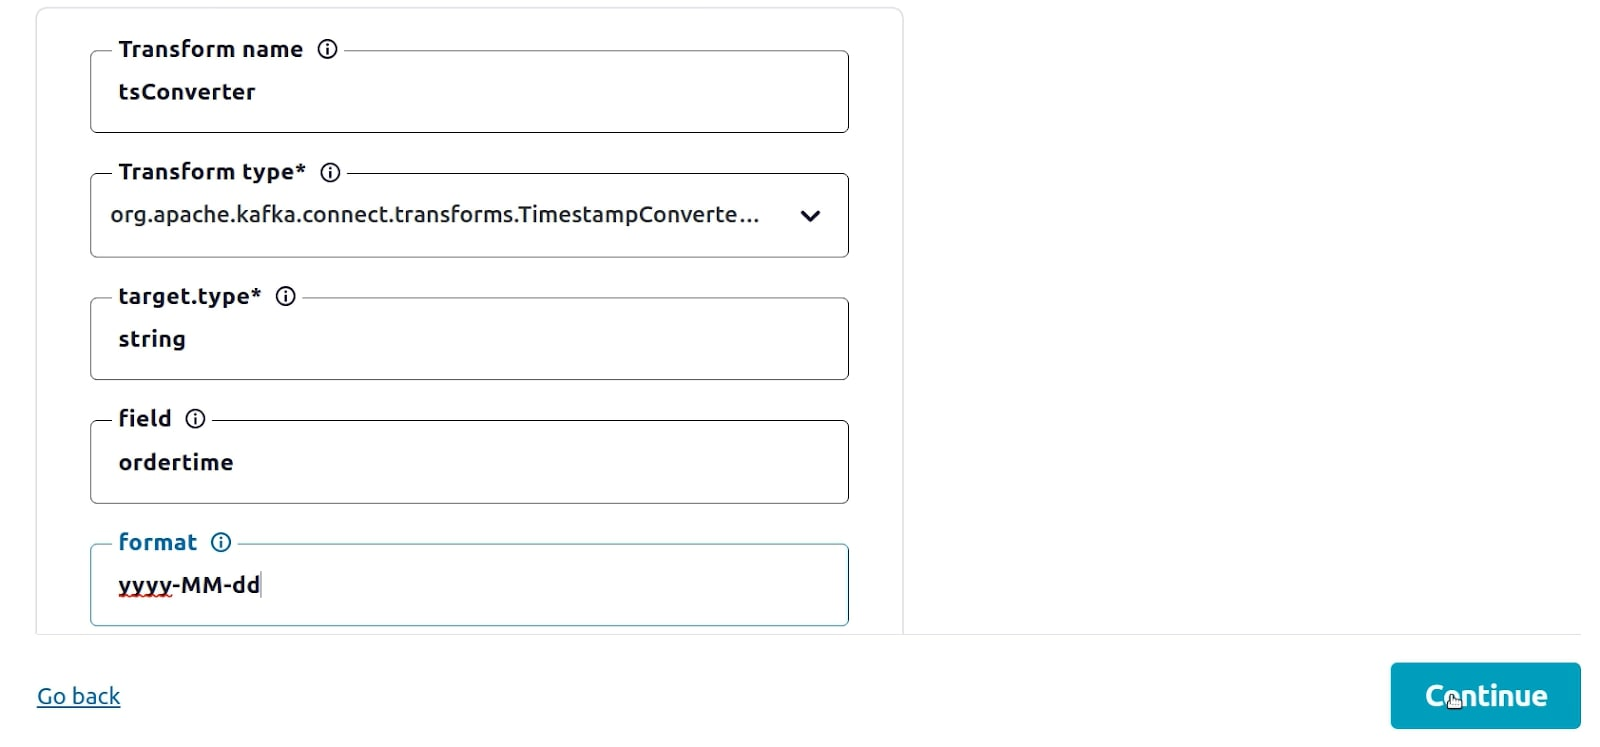 Transform name
tsConverter
Transform type*
org.apache.kafka.connect.transforms.TimestampConverte...
target.type*
string
field
ordertime
format
yyyy-MM-dd
Go back
Continue